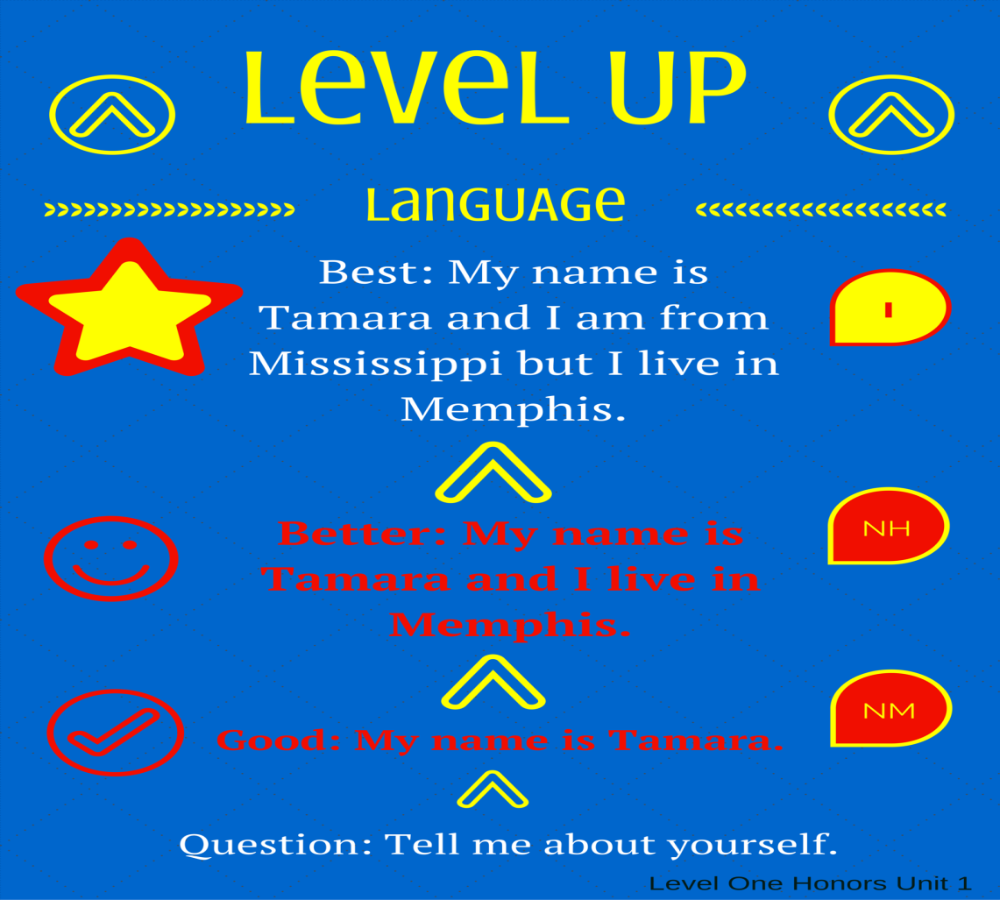 Level UP
Language
Best: My name is
Tamara and I am from
Mississippi but I live in
Memphis.
I
Better: My name is
Tamara and I live in
Memphis.
NH
Good: My name is Tamara.
NM
Question: Tell me about yourself.
Level One Honors Unit 1